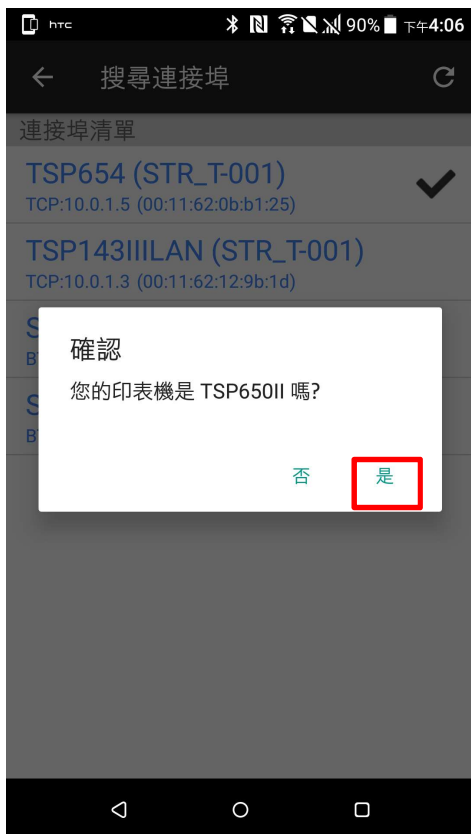 hTC 90% 下午4:06
搜尋連接埠
連接埠清單
TSP654 (STR_T-001)
TCP:10.0.1.5 (00:11:62:0b:b1:25)
TSP143IIILAN (STR_T-001)
TCP:10.0.1.3 (00:11:62:12:9b:1d)
S
B
確認
您的印表機是 TSP650II 嗎?
S
B
否 是